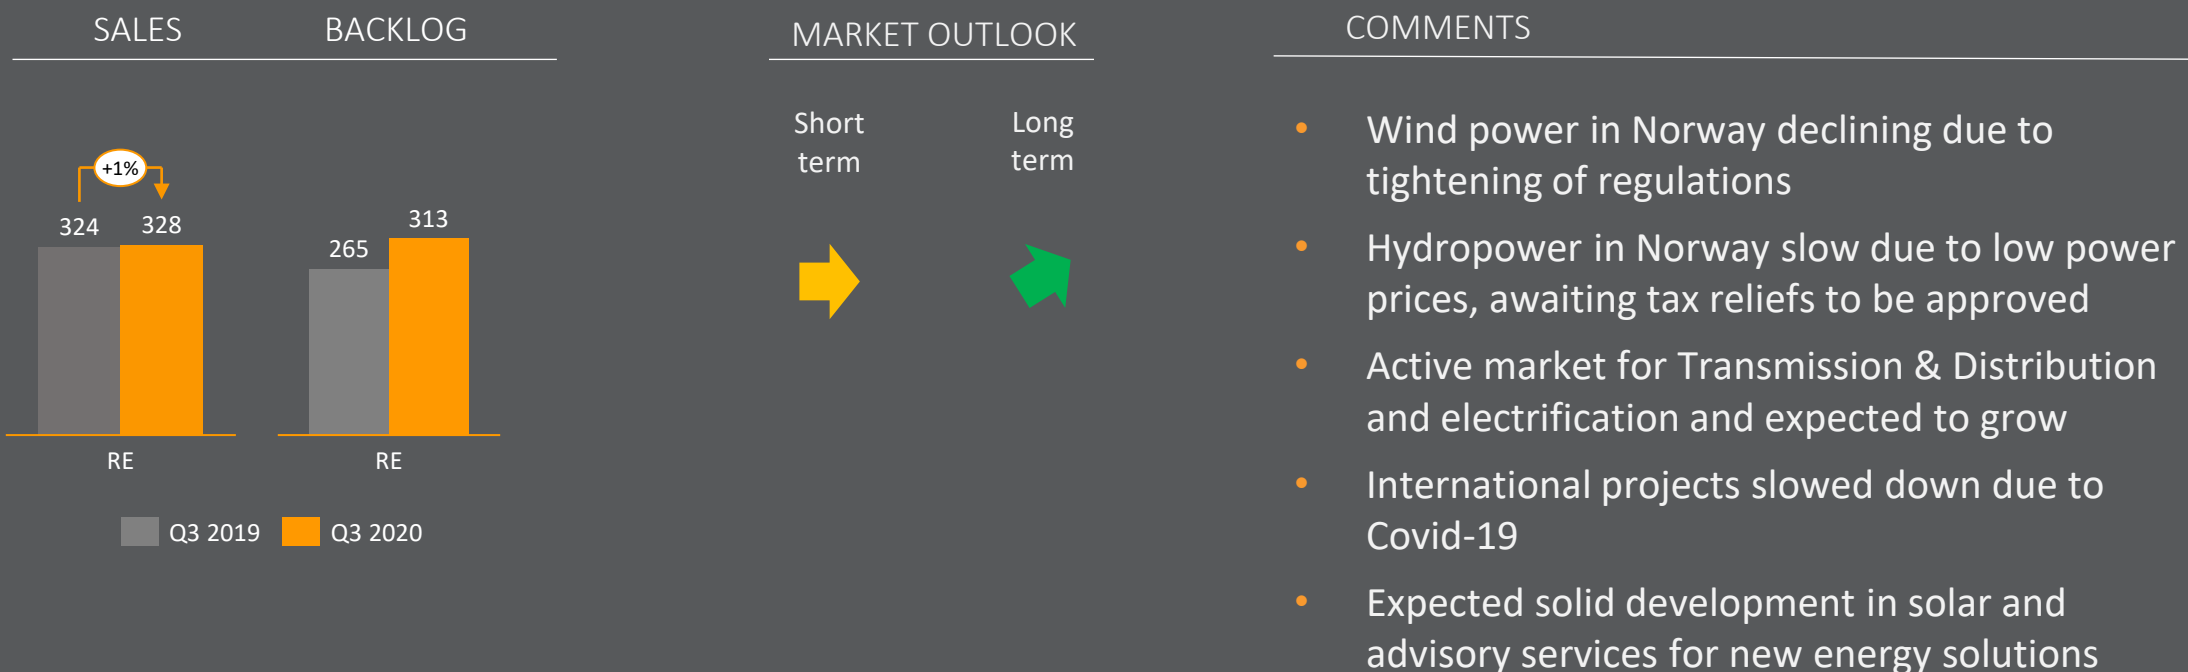 SALES
BACKLOG
+1%
324
328
265
313
RE
RE
Q3 2019
Q3 2020
MARKET OUTLOOK
Short
term
Long
term
COMMENTS
• Wind power in Norway declining due to
tightening of regulations
• Hydropower in Norway slow due to low power
prices, awaiting tax reliefs to be approved
• Active market for Transmission & Distribution
and electrification and expected to grow
• International projects slowed down due to
Covid-19
• Expected solid development in solar and
advisory services for new energy solutions